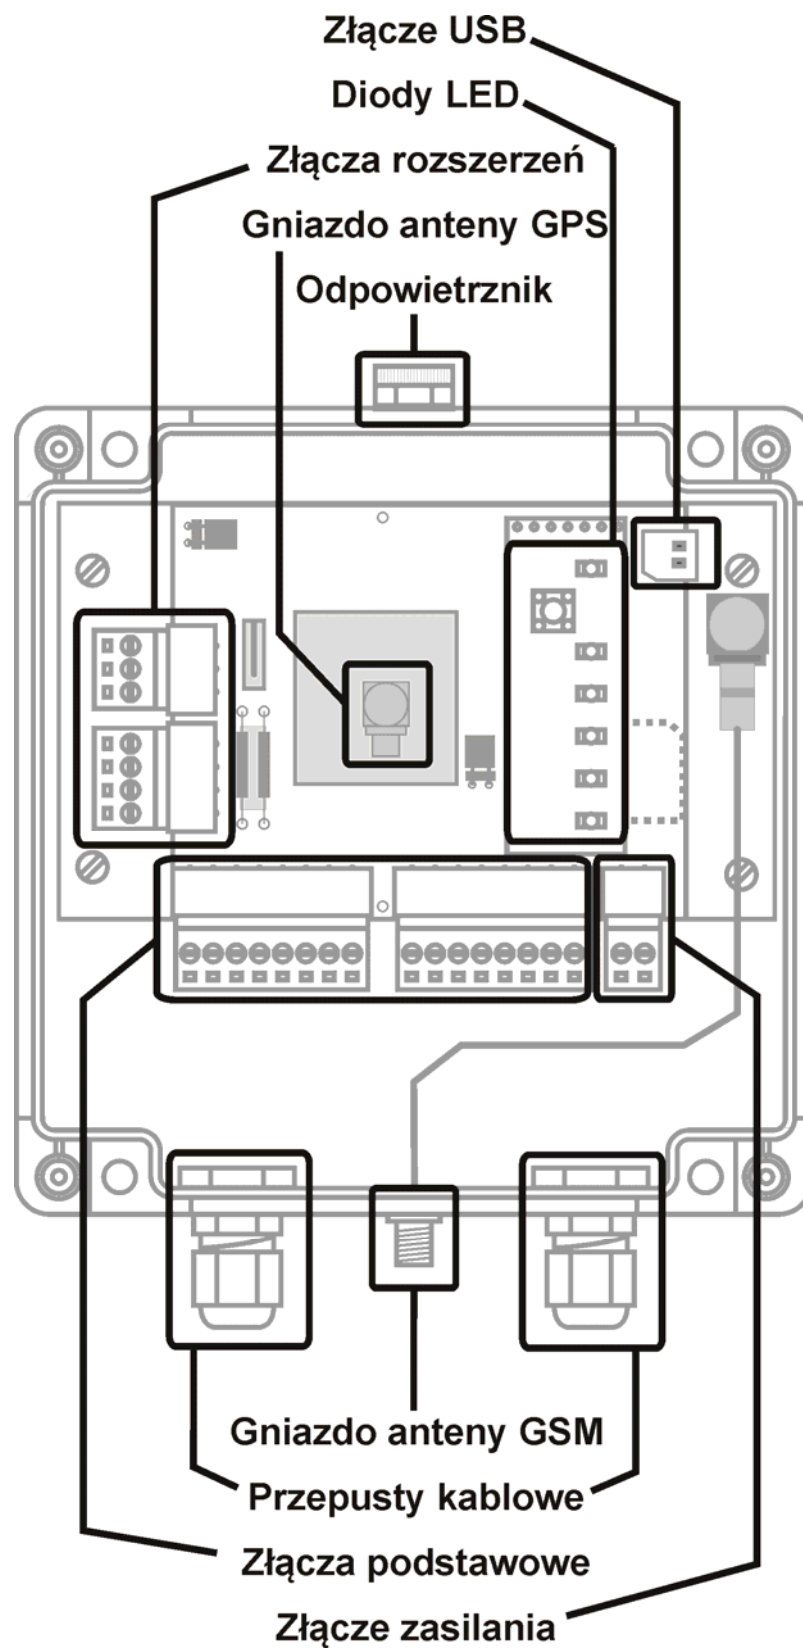 Złącze USB
Diody LED
Złącza rozszerzeń
Gniazdo anteny GPS
Odpowietrznik
Gniazdo anteny GSM
Przepusty kablowe
Złącza podstawowe
Złącze zasilania